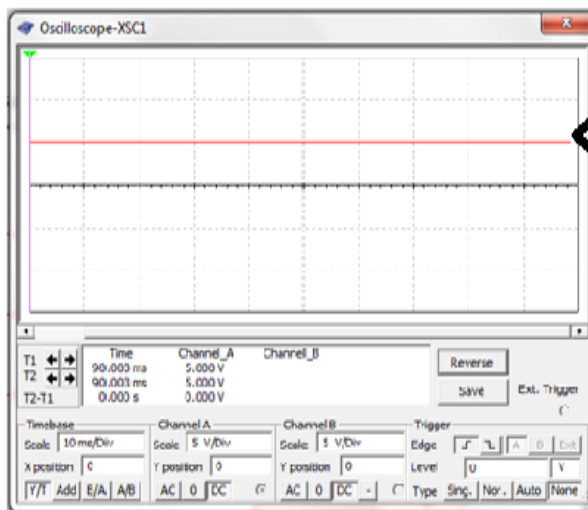 Oscilloscope-XSC1
Time Channel_A Channel_B
T1 90.003 ms 5.000 V
T2 90.003 ms 5.000 V
T2-T1 0.000 s 0.000 V
Reverse
Save
Ext. Trigger
Timebase
Scale 10 ms/Div
X position 0
Y/T Add B/A A/B
Channel A
Scale 5 V/Div
Y position 0
AC 0 DC
Channel B
Scale 5 V/Div
Y position 0
AC 0 DC -
Trigger
Edge A B Ext
Level 0 V
Type Sing. Nor. Auto None